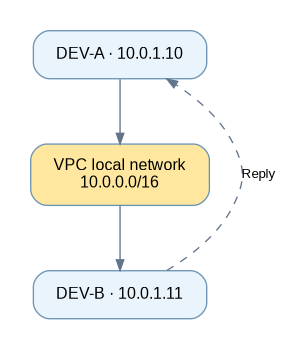 DEV-A · 10.0.1.10
VPC local network
10.0.0.0/16
Reply
DEV-B · 10.0.1.11